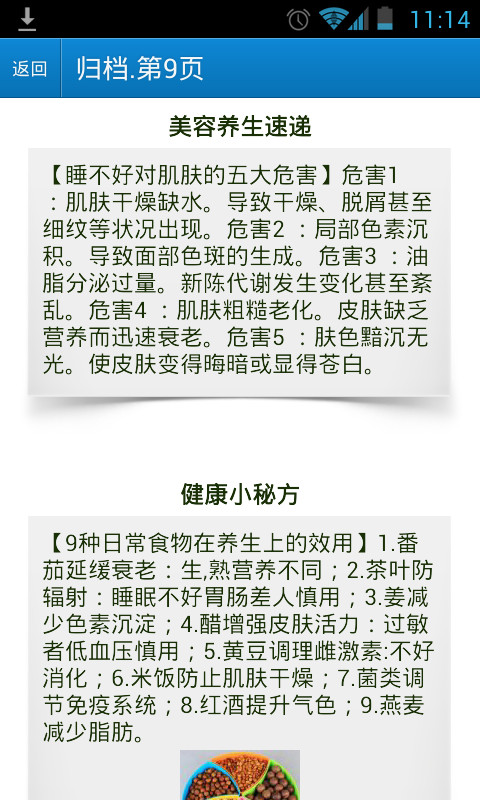 11:14
返回
归档.第9页
美容养生速递
【睡不好对肌肤的五大危害】危害1
：肌肤干燥缺水。导致干燥、脱屑甚至
细纹等状况出现。危害2 ：局部色素沉
积。导致面部色斑的生成。危害3 ：油
脂分泌过量。新陈代谢发生变化甚至紊
乱。危害4 ：肌肤粗糙老化。皮肤缺乏
营养而迅速衰老。危害5 ：肤色黯沉无
光。使皮肤变得晦暗或显得苍白。
健康小秘方
【9种日常食物在养生上的效用】1.番
茄延缓衰老：生,熟营养不同；2.茶叶防
辐射：睡眠不好胃肠差人慎用；3.姜减
少色素沉淀；4.醋增强皮肤活力：过敏
者低血压慎用；5.黄豆调理雌激素:不好
消化；6.米饭防止肌肤干燥；7.菌类调
节免疫系统；8.红酒提升气色；9.燕麦
减少脂肪。